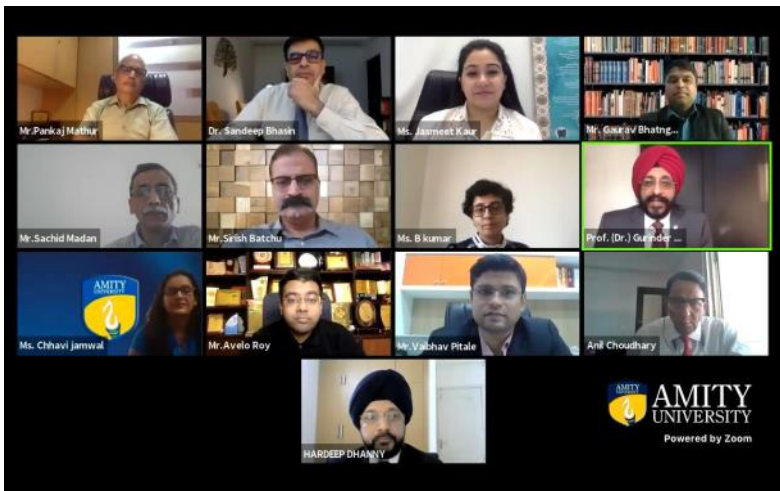 Mr.Pankaj Mathur
Dr. Sandeep Bhasin
Ms. Jasmeet Kaur
Mr. Gaurav Bhatng...
Mr.Sachid Madan
Mr.Sirish Batchu
Ms. B kumar
Prof. (Dr.) Gurinder ...
AMITY
UNIVERSITY
Ms. Chhavi jamwal
Mr.Avelo Roy
Mr.Vaibhav Pitale
Anil Choudhary
HARDEEP DHANNY
AMITY
UNIVERSITY
AMITY
UNIVERSITY
Powered by Zoom